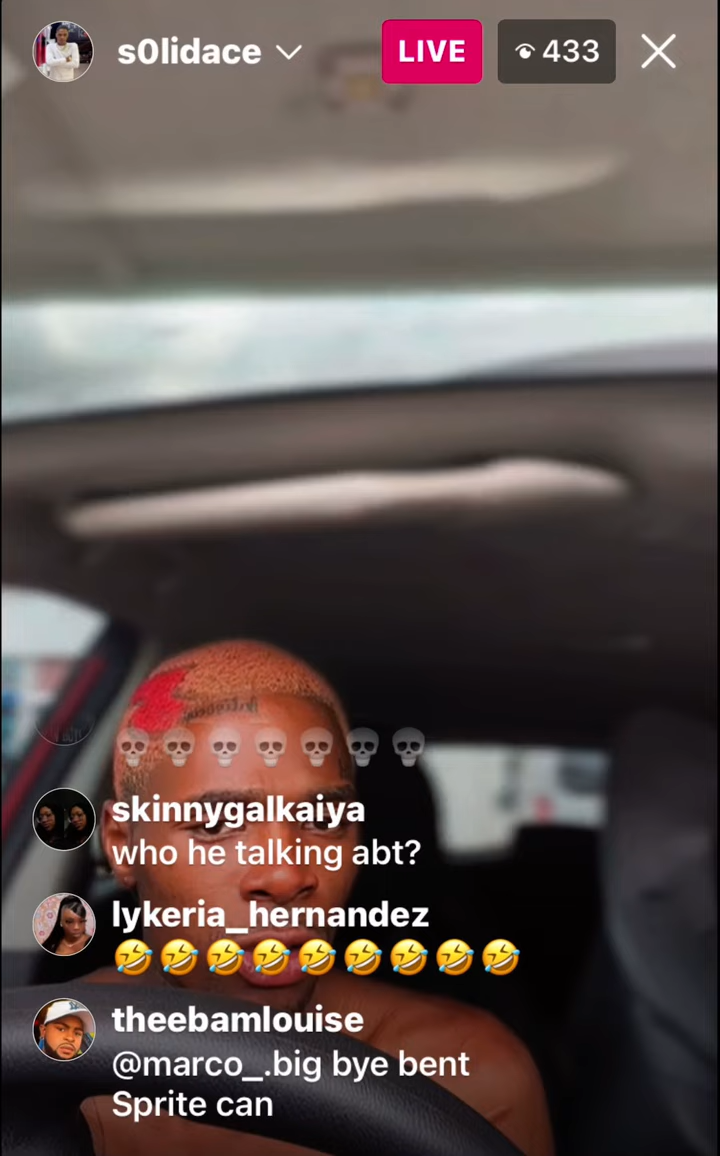 s0lidace
LIVE
433
💀💀💀💀💀💀💀
skinnygalkaiya
who he talking abt?
lykeria_hernandez
🤣🤣🤣🤣🤣🤣🤣🤣🤣
theebamlouise
@marco_.big bye bent
Sprite can